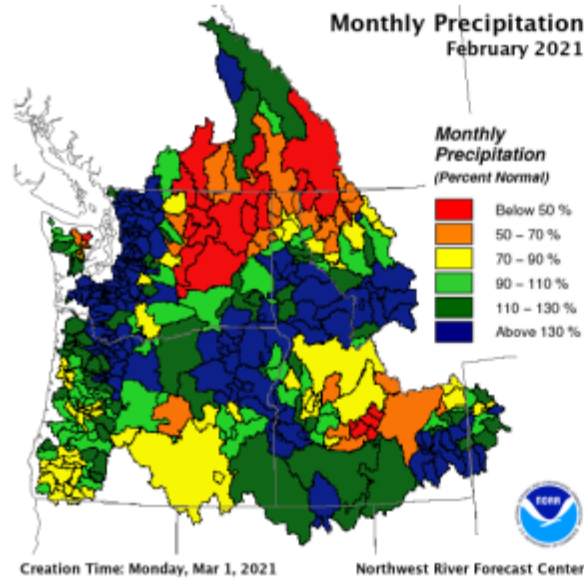 Monthly Precipitation
February 2021
Monthly
Precipitation
(Percent Normal)
Below 50 %
50 - 70 %
70 - 90 %
90 - 110 %
110 - 130 %
Above 130 %
NOAA
Creation Time: Monday, Mar 1, 2021
Northwest River Forecast Center